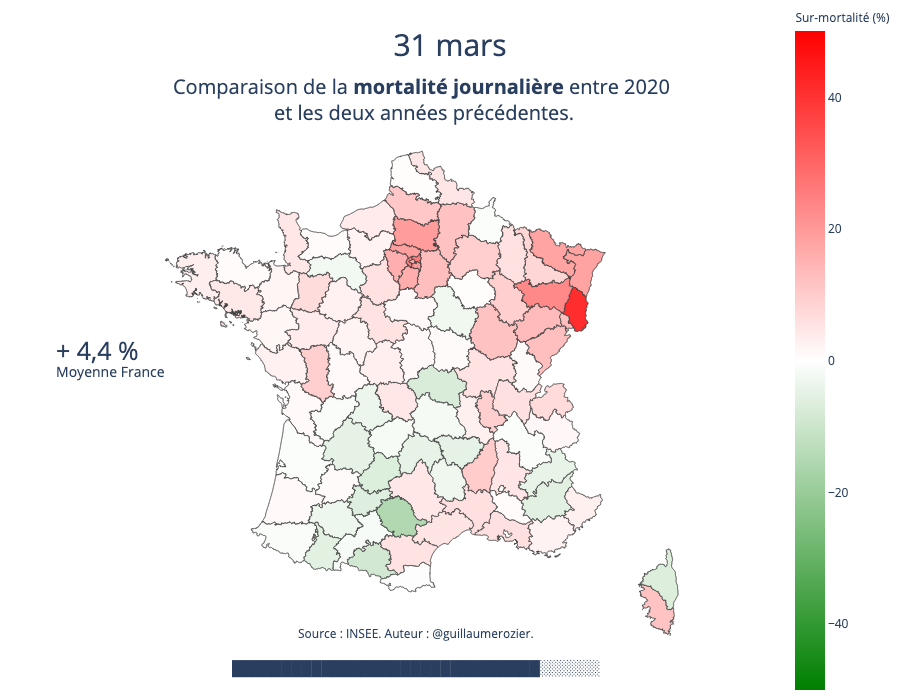 31 mars
Comparaison de la mortalité journalière entre 2020
et les deux années précédentes.
Sur-mortalité (%)
40
20
0
−20
−40
+ 4,4 %
Moyenne France
Source : INSEE. Auteur : @guillaumerozier.